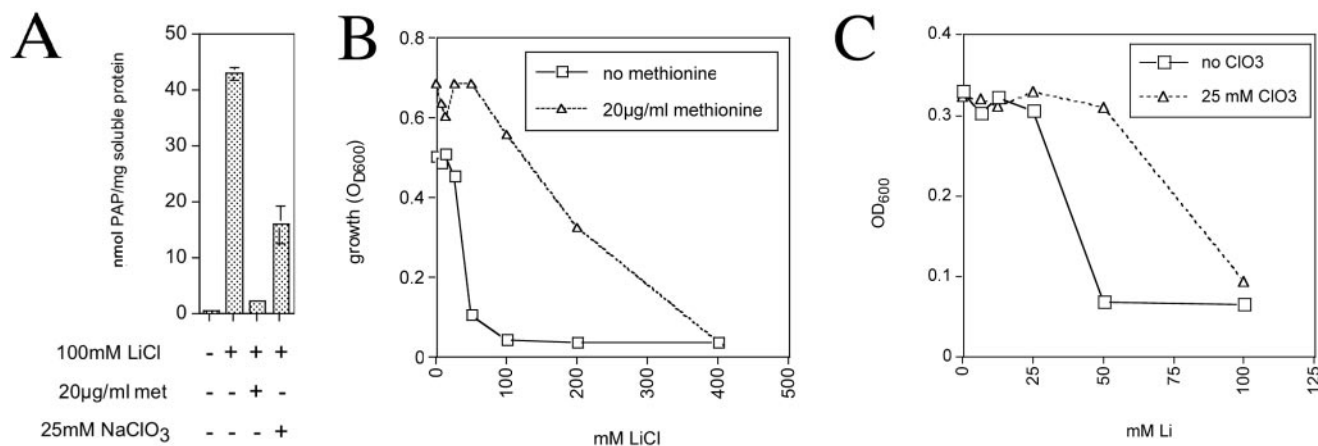 A
nmol PAP/mg soluble protein
50
40
30
20
10
0
100mM LiCl - + + +
20µg/ml met - - + -
25mM NaClO3 - - - +
B
growth (OD600)
0.8
0.6
0.4
0.2
0
no methionine
20µg/ml methionine
0 100 200 300 400 500
mM LiCl
C
OD600
0.4
0.3
0.2
0.1
0
no ClO3
25 mM ClO3
0 25 50 75 100 125
mM Li